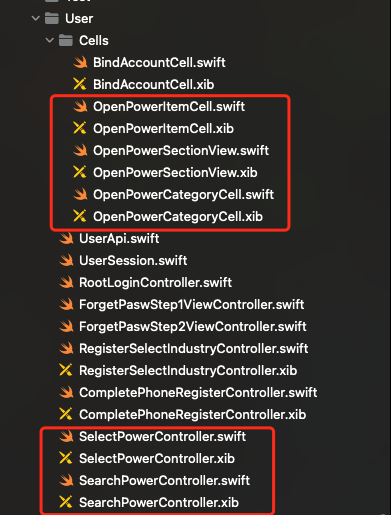 User
Cells
BindAccountCell.swift
BindAccountCell.xib
OpenPowerItemCell.swift
OpenPowerItemCell.xib
OpenPowerSectionView.swift
OpenPowerSectionView.xib
OpenPowerCategoryCell.swift
OpenPowerCategoryCell.xib
UserApi.swift
UserSession.swift
RootLoginController.swift
ForgetPaswStep1ViewController.swift
ForgetPaswStep2ViewController.swift
RegisterSelectIndustryController.swift
RegisterSelectIndustryController.xib
CompletePhoneRegisterController.swift
CompletePhoneRegisterController.xib
SelectPowerController.swift
SelectPowerController.xib
SearchPowerController.swift
SearchPowerController.xib